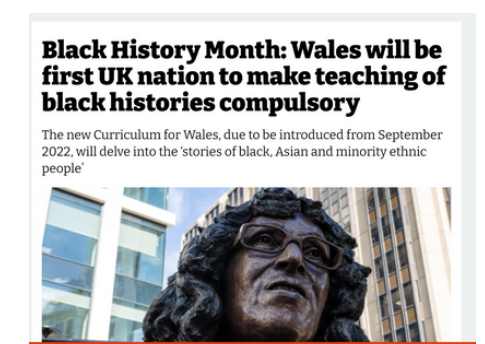 Black History Month: Wales will be
first UK nation to make teaching of
black histories compulsory
The new Curriculum for Wales, due to be introduced from September
2022, will delve into the ‘stories of black, Asian and minority ethnic
people’